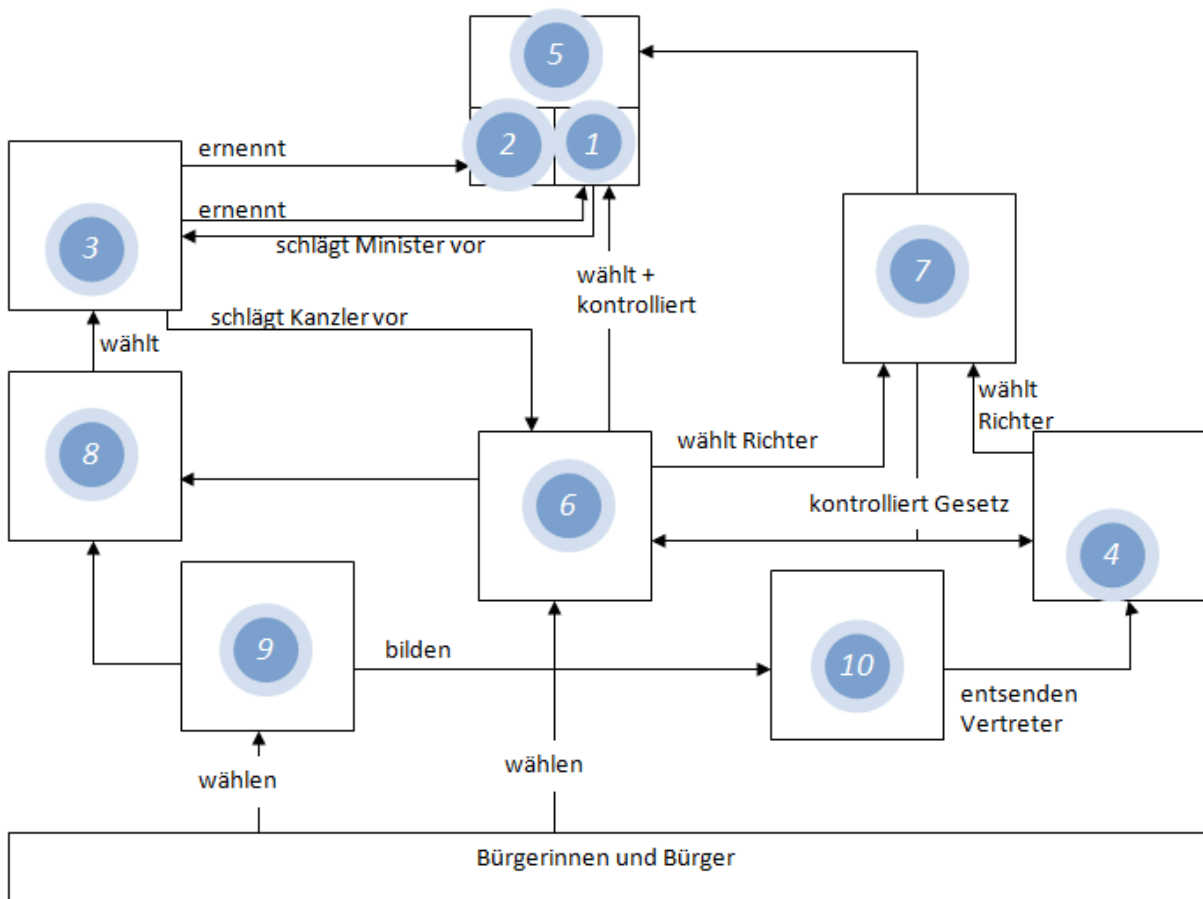 5
2
1
ernennt
ernennt
schlägt Minister vor
3
7
wählt +
kontrolliert
schlägt Kanzler vor
wählt
wählt
Richter
8
wählt Richter
6
kontrolliert Gesetz
4
9
bilden
10
entsenden
Vertreter
wählen
wählen
Bürgerinnen und Bürger